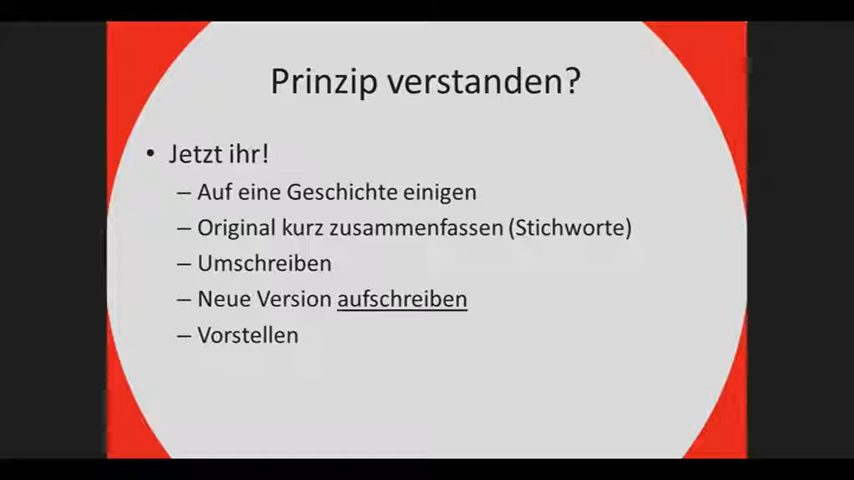 Prinzip verstanden?
• Jetzt ihr!
– Auf eine Geschichte einigen
– Original kurz zusammenfassen (Stichworte)
– Umschreiben
– Neue Version aufschreiben
– Vorstellen